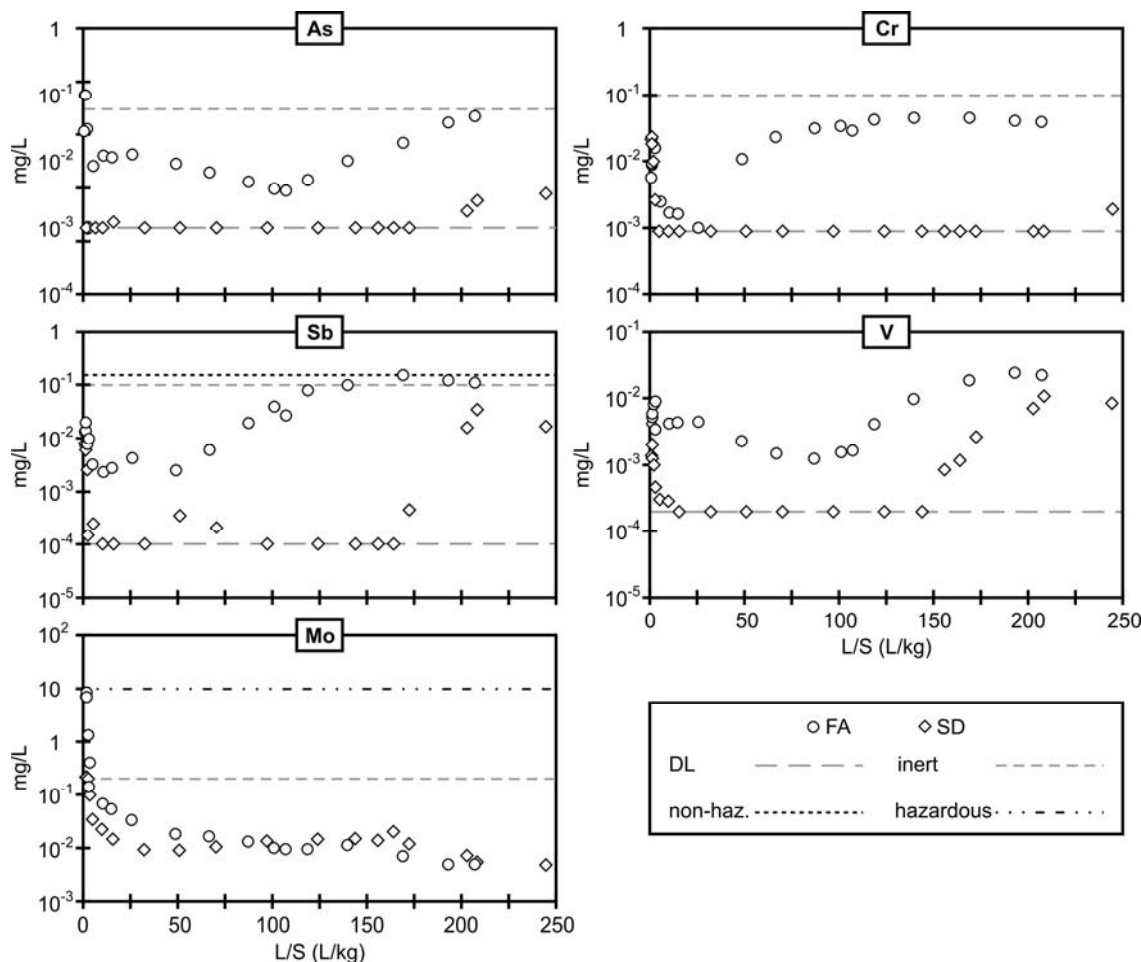 As
1
10⁻¹
10⁻²
10⁻³
10⁻⁴
mg/L
Cr
1
10⁻¹
10⁻²
10⁻³
10⁻⁴
mg/L
Sb
1
10⁻¹
10⁻²
10⁻³
10⁻⁴
10⁻⁵
mg/L
V
10⁻¹
10⁻²
10⁻³
10⁻⁴
10⁻⁵
mg/L
0 50 100 150 200 250
L/S (L/kg)
Mo
10²
10
1
10⁻¹
10⁻²
10⁻³
mg/L
0 50 100 150 200 250
L/S (L/kg)
FA SD
DL inert
non-haz. hazardous